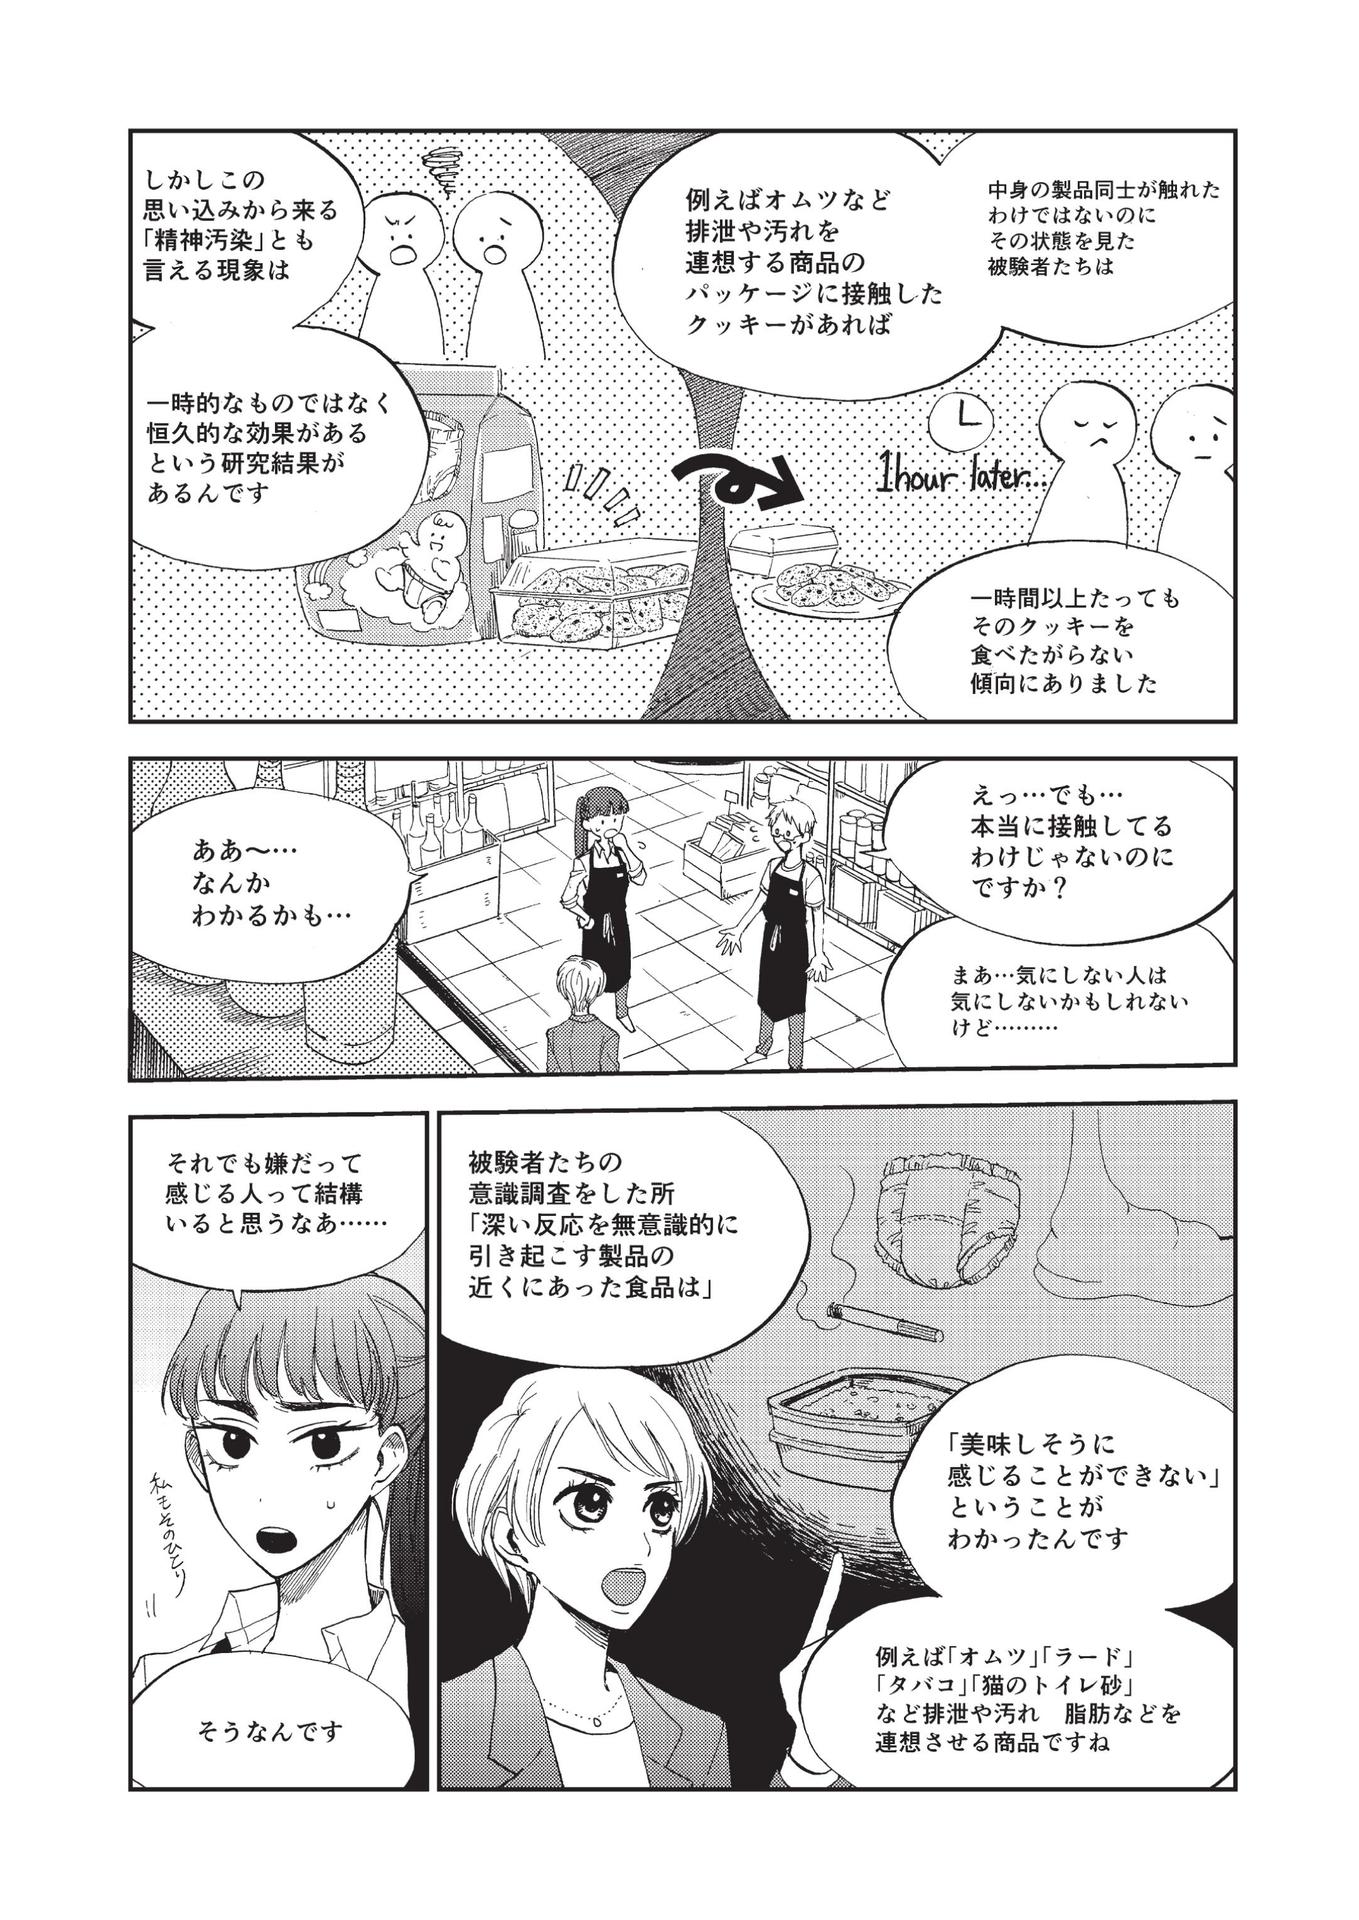 中身の製品同士が触れた
わけではないのに
その状態を見た
被験者たちは
例えばオムツなど
排泄や汚れを
連想する商品の
パッケージに接触した
クッキーがあれば
1hour later...
一時間以上たっても
そのクッキーを
食べたがらない
傾向にありました
しかしこの
思い込みから来る
「精神汚染」とも
言える現象は
一時的なものではなく
恒久的な効果がある
という研究結果が
あるんです
えっ…でも…
本当に接触してる
わけじゃないのに
ですか？
まあ…気にしない人は
気にしないかもしれない
けど………
ああ～…
なんか
わかるかも…
被験者たちの
意識調査をした所
「深い反応を無意識的に
引き起こす製品の
近くにあった食品は」
「美味しそうに
感じることができない」
ということが
わかったんです
例えば「オムツ」「ラード」
「タバコ」「猫のトイレ砂」
など排泄や汚れ　脂肪などを
連想させる商品ですね
それでも嫌だって
感じる人って結構
いると思うなあ……
私もそのひとり
そうなんです